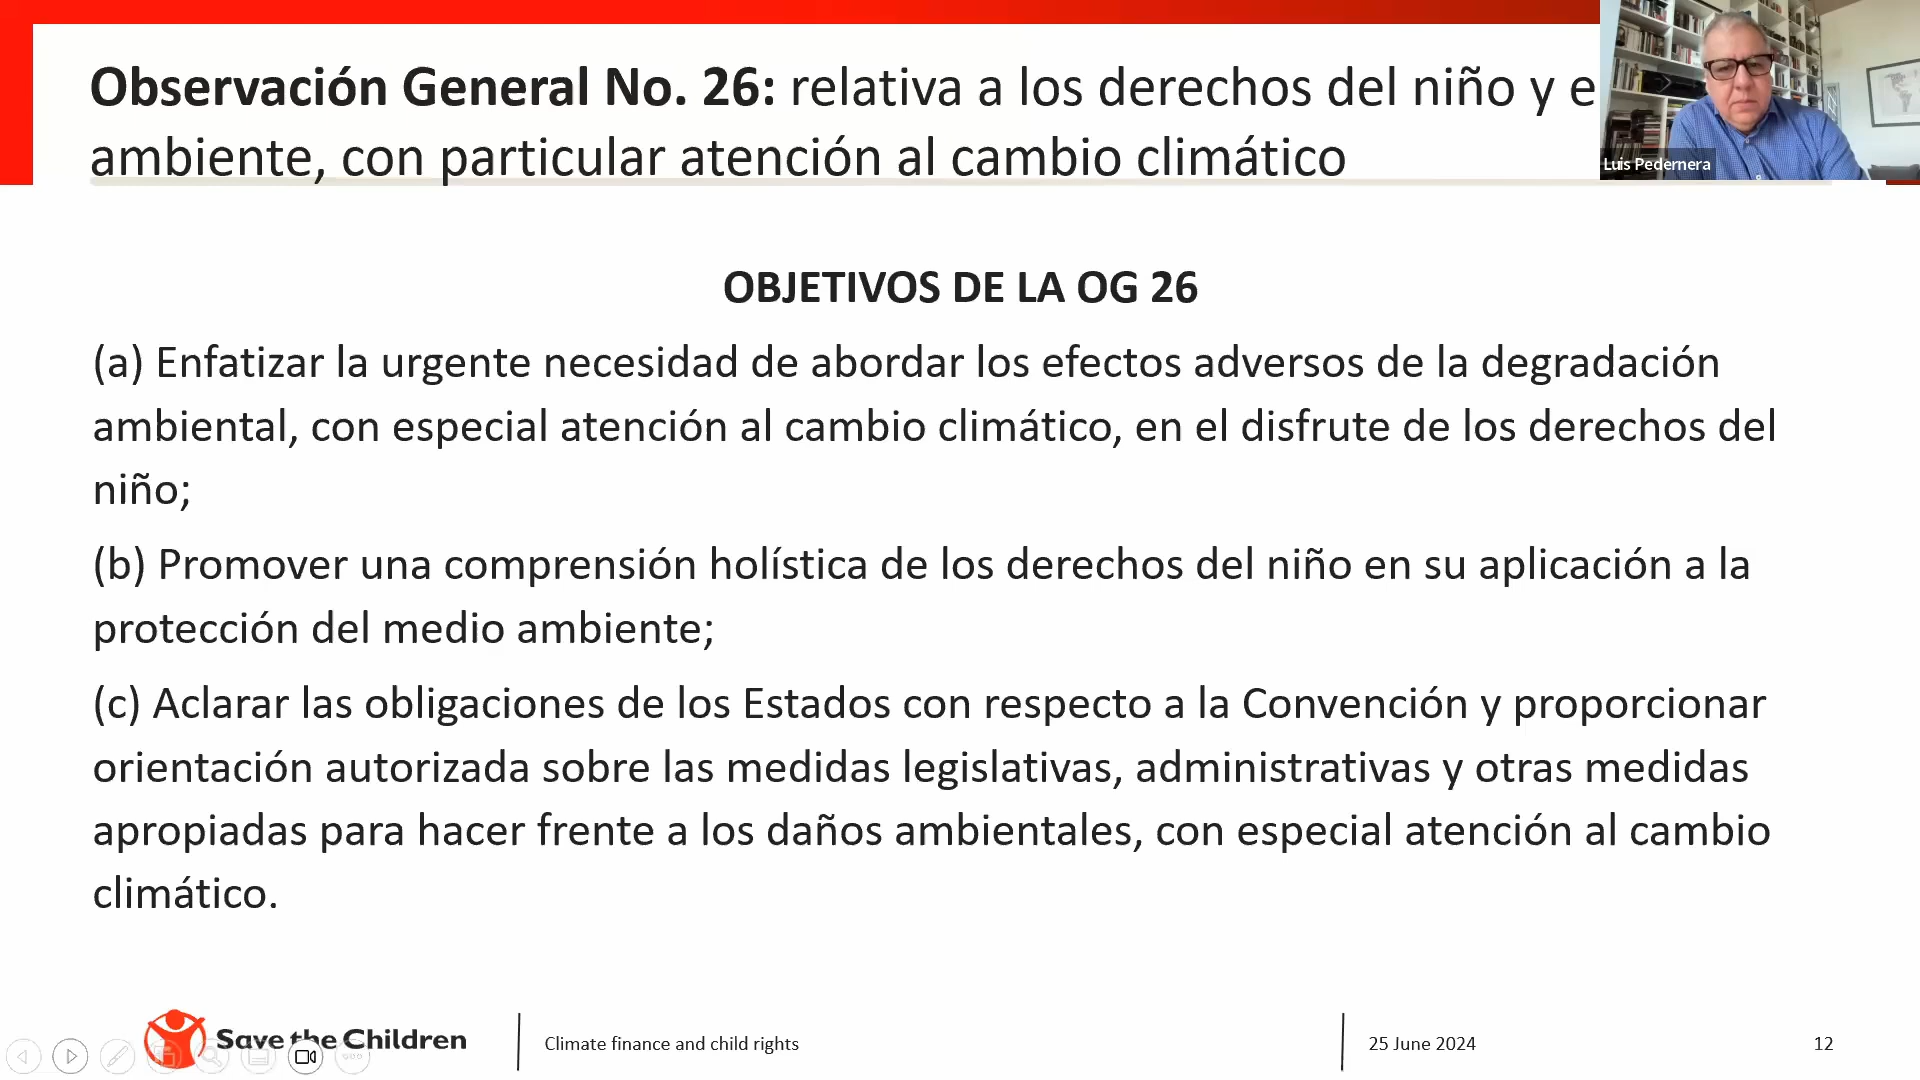 Observación General No. 26: relativa a los derechos del niño y e
ambiente, con particular atención al cambio climático
Luis Pedernera
OBJETIVOS DE LA OG 26
(a) Enfatizar la urgente necesidad de abordar los efectos adversos de la degradación
ambiental, con especial atención al cambio climático, en el disfrute de los derechos del
niño;
(b) Promover una comprensión holística de los derechos del niño en su aplicación a la
protección del medio ambiente;
(c) Aclarar las obligaciones de los Estados con respecto a la Convención y proporcionar
orientación autorizada sobre las medidas legislativas, administrativas y otras medidas
apropiadas para hacer frente a los daños ambientales, con especial atención al cambio
climático.
Save the Children
Climate finance and child rights
25 June 2024
12